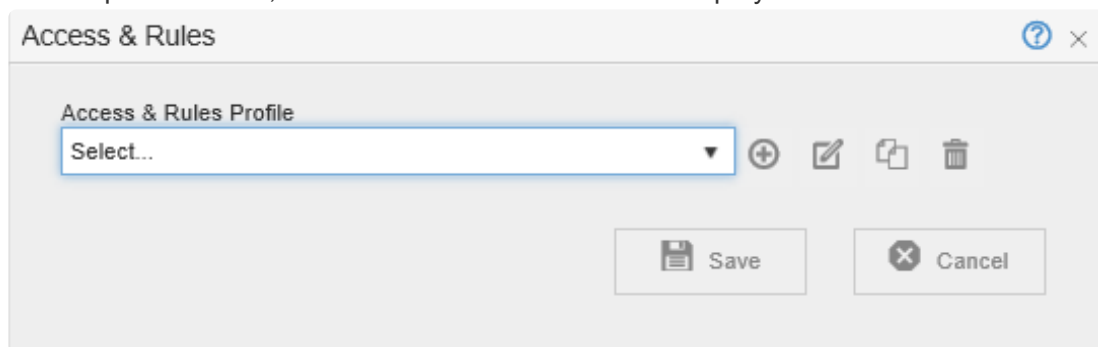 Access & Rules
Access & Rules Profile
Select...
Save
Cancel